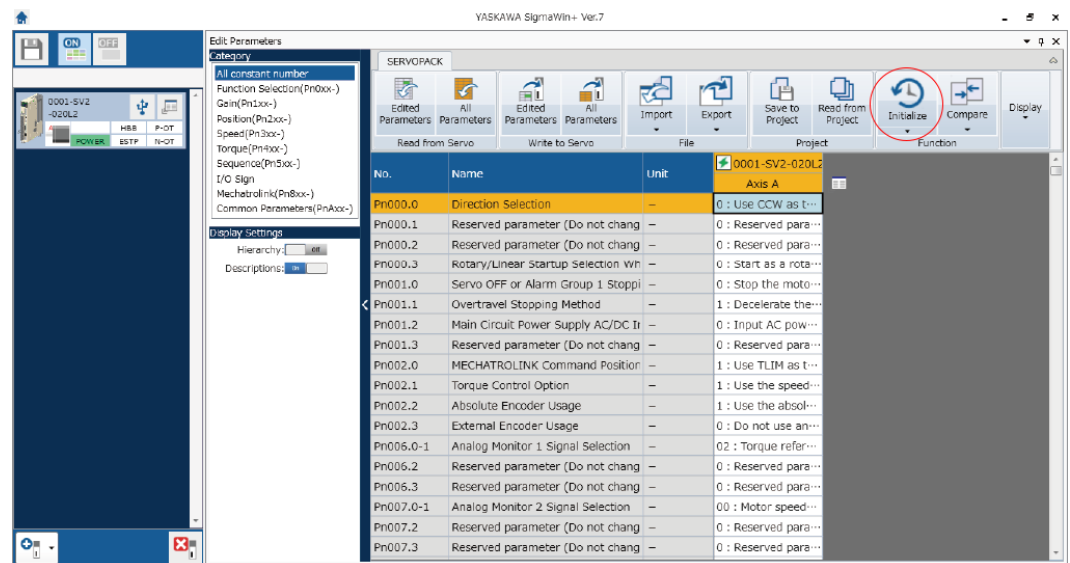 YASKAWA SigmaWin+ Ver.7
ON
OFF
0001-SV2
-020L2
HBB P-OT
POWER ESTP N-OT
Edit Parameters
Category
All constant number
Function Selection(Pn0xx-)
Gain(Pn1xx-)
Position(Pn2xx-)
Speed(Pn3xx-)
Torque(Pn4xx-)
Sequence(Pn5xx-)
I/O Sign
Mechatrolink(Pn8xx-)
Common Parameters(PnAxx-)
Display Settings
Hierarchy: Off
Descriptions: On
SERVOPACK
Edited Parameters
All Parameters
Edited Parameters
All Parameters
Import
Export
Save to Project
Read from Project
Initialize
Compare
Display
Read from Servo
Write to Servo
File
Project
Function
No. Name Unit 0001-SV2-020L2
Axis A
Pn000.0 Direction Selection – 0 : Use CCW as t···
Pn000.1 Reserved parameter (Do not chang – 0 : Reserved para···
Pn000.2 Reserved parameter (Do not chang – 0 : Reserved para···
Pn000.3 Rotary/Linear Startup Selection Wh – 0 : Start as a rota···
Pn001.0 Servo OFF or Alarm Group 1 Stoppi – 0 : Stop the moto···
Pn001.1 Overtravel Stopping Method – 1 : Decelerate the···
Pn001.2 Main Circuit Power Supply AC/DC Ir – 0 : Input AC pow···
Pn001.3 Reserved parameter (Do not chang – 0 : Reserved para···
Pn002.0 MECHATROLINK Command Position – 1 : Use TLIM as t···
Pn002.1 Torque Control Option – 1 : Use the speed···
Pn002.2 Absolute Encoder Usage – 1 : Use the absol···
Pn002.3 External Encoder Usage – 0 : Do not use an···
Pn006.0-1 Analog Monitor 1 Signal Selection – 02 : Torque refer···
Pn006.2 Reserved parameter (Do not chang – 0 : Reserved para···
Pn006.3 Reserved parameter (Do not chang – 0 : Reserved para···
Pn007.0-1 Analog Monitor 2 Signal Selection – 00 : Motor speed···
Pn007.2 Reserved parameter (Do not chang – 0 : Reserved para···
Pn007.3 Reserved parameter (Do not chang – 0 : Reserved para···